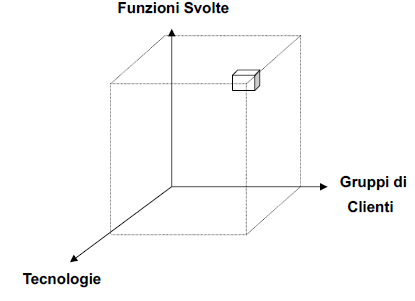 Funzioni Svolte
Gruppi di
Clienti
Tecnologie